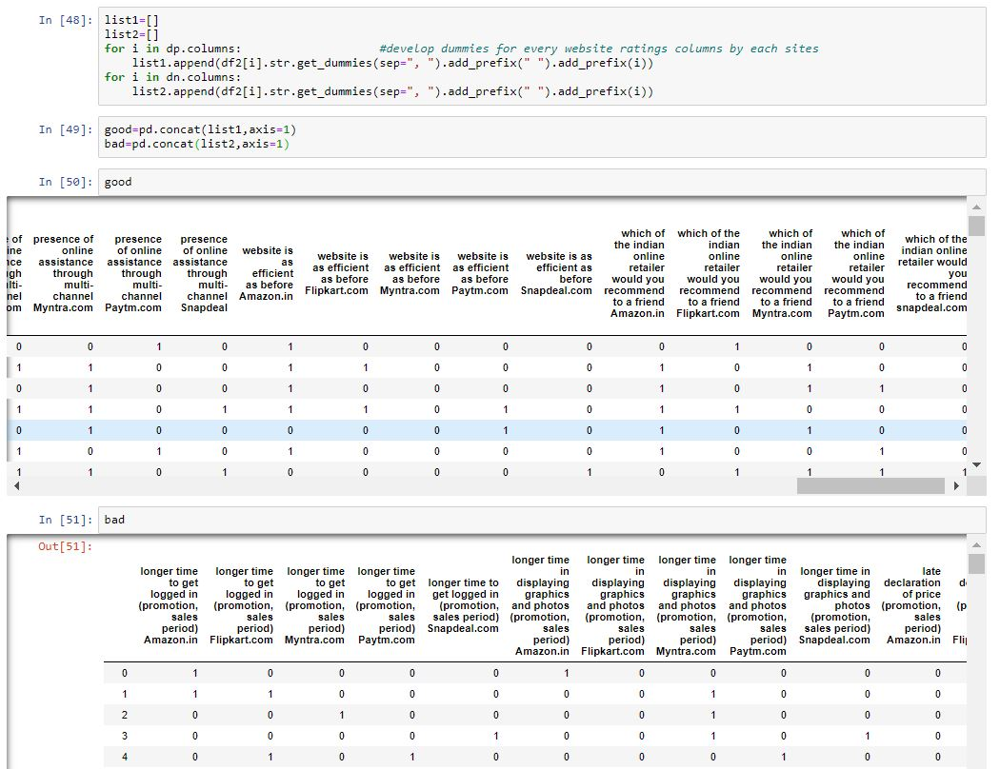 In [48]: list1=[]
list2=[]
for i in dp.columns: #develop dummies for every website ratings columns by each sites
list1.append(df2[i].str.get_dummies(sep=", ").add_prefix(" ").add_prefix(i))
for i in dn.columns:
list2.append(df2[i].str.get_dummies(sep=", ").add_prefix(" ").add_prefix(i))
In [49]: good=pd.concat(list1,axis=1)
bad=pd.concat(list2,axis=1)
In [50]: good
presence of
online
assistance
through
multi-
channel
Myntra.com
presence
of online
assistance
through
multi-
channel
Paytm.com
presence
of online
assistance
through
multi-
channel
Snapdeal
website is
as
efficient
as before
Amazon.in
website is
as efficient
as before
Flipkart.com
website is
as efficient
as before
Myntra.com
website is
as efficient
as before
Paytm.com
website is as
efficient as
before
Snapdeal.com
which of
the indian
online
retailer
would you
recommend
to a friend
Amazon.in
which of the
indian
online
retailer
would you
recommend
to a friend
Flipkart.com
which of
the indian
online
retailer
would you
recommend
to a friend
Myntra.com
which of
the indian
online
retailer
would you
recommend
to a friend
Paytm.com
which of the
indian online
retailer would
you
recommend
to a friend
snapdeal.com
0 0 1 0 1 0 0 0 0 0 1 0 0 0
1 1 0 0 1 1 0 0 0 1 0 1 0 0
0 1 0 0 1 0 0 0 0 1 0 1 1 0
1 1 0 1 1 1 0 1 0 1 1 0 0 0
0 1 0 0 0 0 0 1 0 1 0 1 0 0
1 0 1 0 1 0 0 0 0 1 0 0 1 0
1 1 0 1 0 0 0 0 1 0 1 1 1 1
In [51]: bad
Out[51]:
longer time
to get
logged in
(promotion,
sales
period)
Amazon.in
longer time
to get
logged in
(promotion,
sales
period)
Flipkart.com
longer time
to get
logged in
(promotion,
sales
period)
Myntra.com
longer time
to get
logged in
(promotion,
sales
period)
Paytm.com
longer time to
get logged in
(promotion,
sales period)
Snapdeal.com
longer time
in
displaying
graphics
and photos
(promotion,
sales
period)
Amazon.in
longer time
in
displaying
graphics
and photos
(promotion,
sales
period)
Flipkart.com
longer time
in
displaying
graphics
and photos
(promotion,
sales
period)
Myntra.com
longer time
in
displaying
graphics
and photos
(promotion,
sales
period)
Paytm.com
longer time in
displaying
graphics and
photos
(promotion,
sales period)
Snapdeal.com
late
declaration
of price
(promotion,
sales
period)
Amazon.in
0 1 0 0 0 0 1 0 0 0 0 0
1 1 1 0 0 0 0 0 1 0 0 0
2 0 0 1 0 0 0 0 1 0 0 0
3 0 0 0 0 1 0 0 1 0 1 0
4 0 1 0 1 0 0 0 0 1 0 0